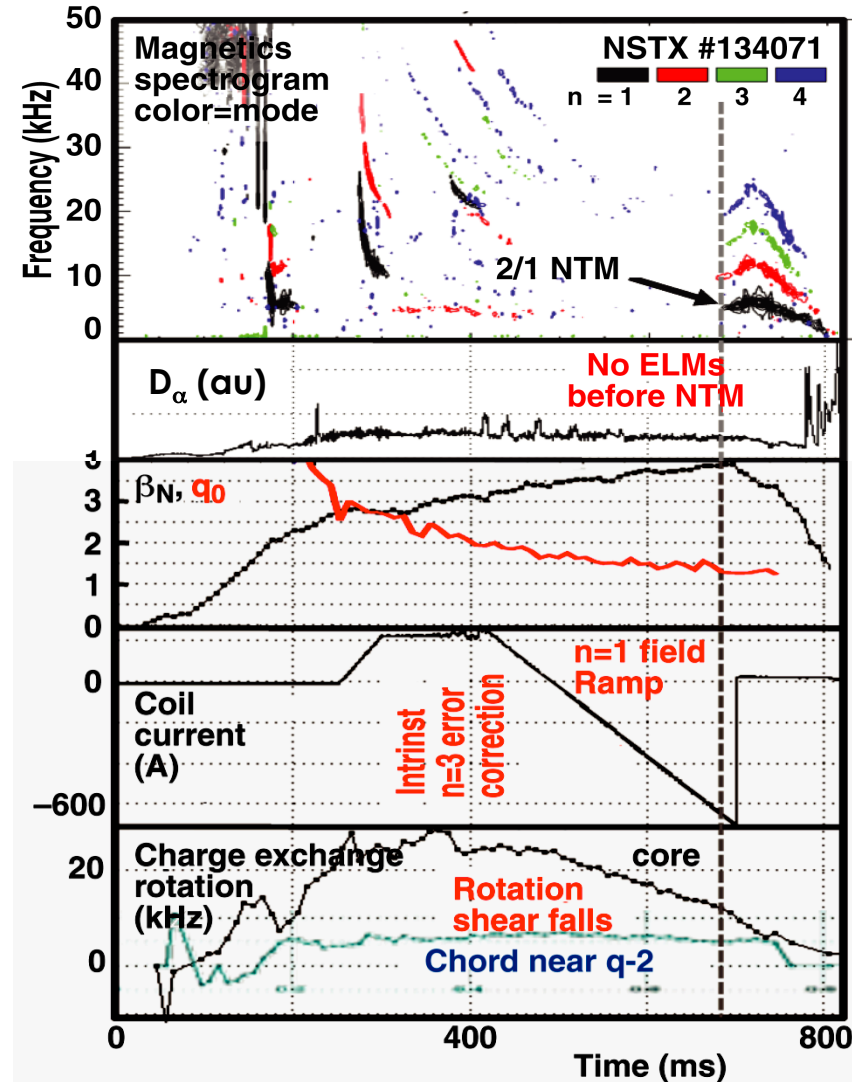 50
40
30
20
10
0
Frequency (kHz)
Magnetics
spectrogram
color=mode
NSTX #134071
n = 1 2 3 4
2/1 NTM
Dα (au)
No ELMs
before NTM
βN, q0
3
2
1
0
Coil
current
(A)
0
−600
Intrinst
n=3 error
correction
n=1 field
Ramp
Charge exchange
rotation
(kHz)
core
20
0
Rotation
shear falls
Chord near q-2
0 400 800
Time (ms)